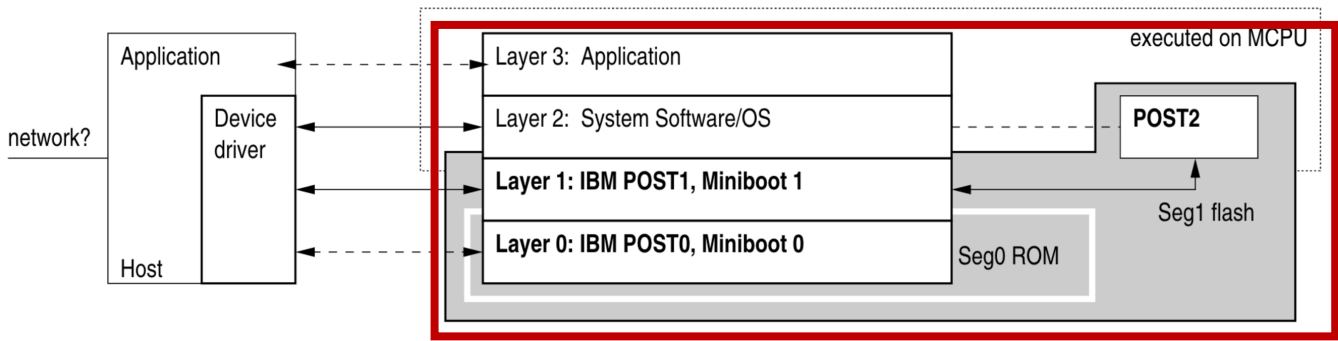 Application
Device
driver
network?
Host
Layer 3: Application
Layer 2: System Software/OS
Layer 1: IBM POST1, Miniboot 1
Layer 0: IBM POST0, Miniboot 0
executed on MCPU
POST2
Seg1 flash
Seg0 ROM